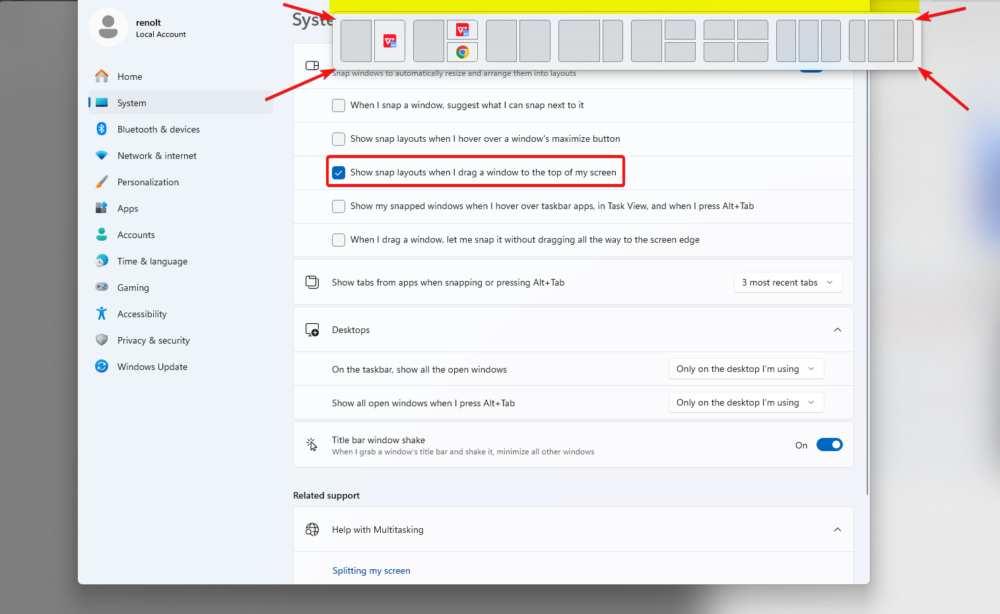 renolt
Local Account
Home
System
Bluetooth & devices
Network & internet
Personalization
Apps
Accounts
Time & language
Gaming
Accessibility
Privacy & security
Windows Update
Snap windows to automatically resize and arrange them into layouts
When I snap a window, suggest what I can snap next to it
Show snap layouts when I hover over a window's maximize button
Show snap layouts when I drag a window to the top of my screen
Show my snapped windows when I hover over taskbar apps, in Task View, and when I press Alt+Tab
When I drag a window, let me snap it without dragging all the way to the screen edge
Show tabs from apps when snapping or pressing Alt+Tab
3 most recent tabs
Desktops
On the taskbar, show all the open windows
Only on the desktop I'm using
Show all open windows when I press Alt+Tab
Only on the desktop I'm using
Title bar window shake
When I grab a window's title bar and shake it, minimize all other windows
On
Related support
Help with Multitasking
Splitting my screen